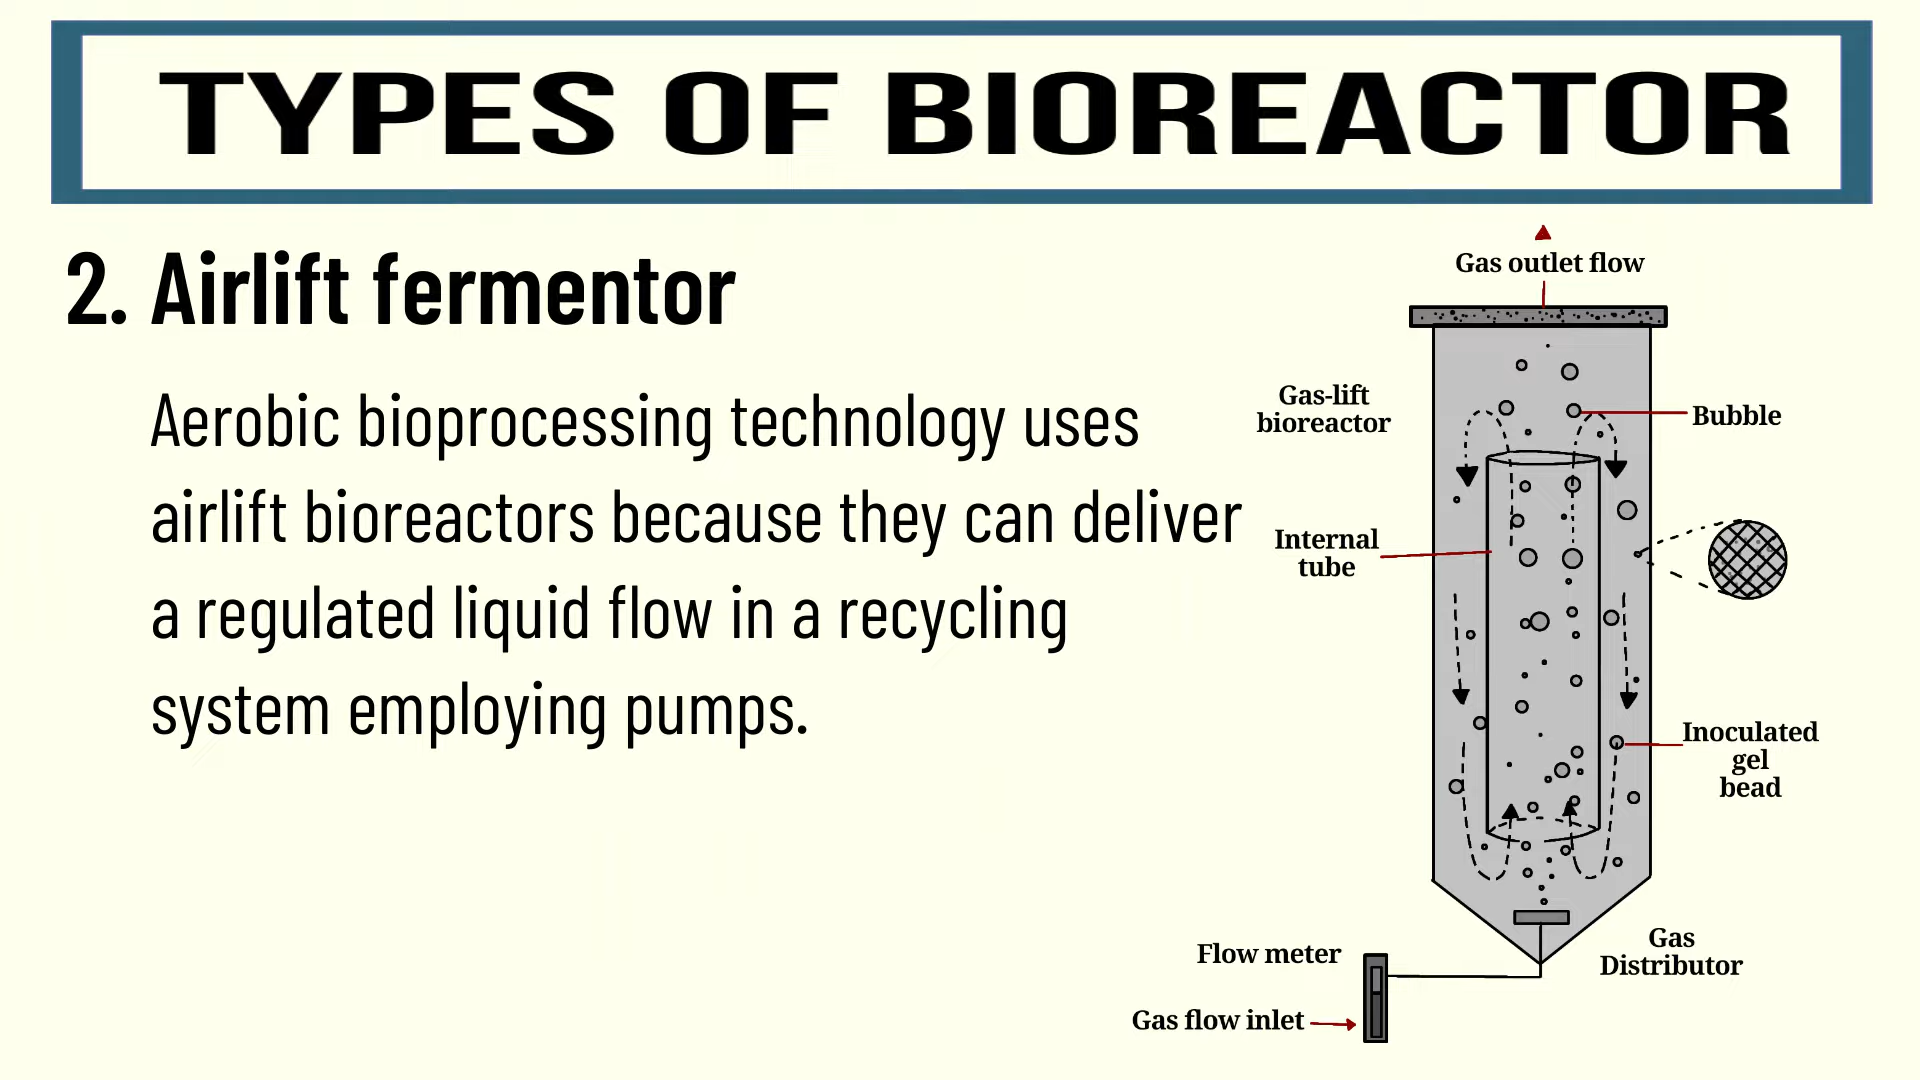 TYPES OF BIOREACTOR
2. Airlift fermentor
Aerobic bioprocessing technology uses
airlift bioreactors because they can deliver
a regulated liquid flow in a recycling
system employing pumps.
Gas outlet flow
Gas-lift
bioreactor
Bubble
Internal
tube
Inoculated
gel
bead
Gas
Distributor
Flow meter
Gas flow inlet